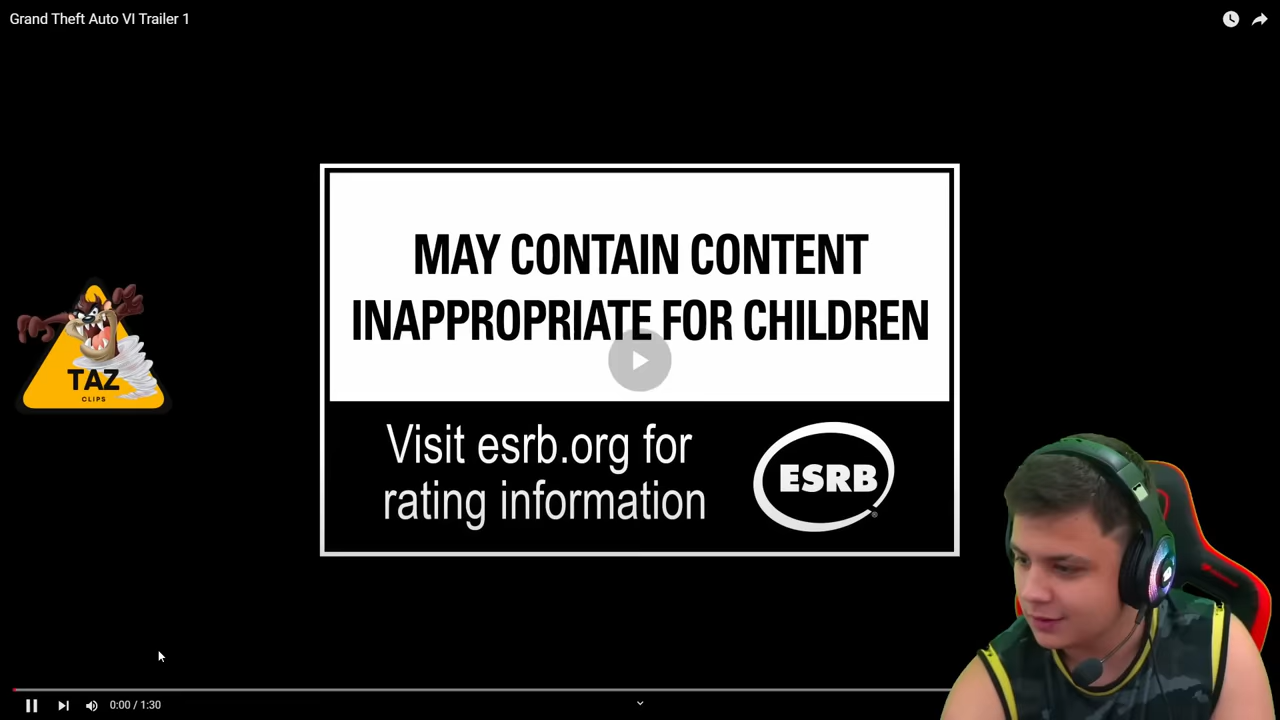 Grand Theft Auto VI Trailer 1
MAY CONTAIN CONTENT
INAPPROPRIATE FOR CHILDREN
Visit esrb.org for
rating information
ESRB
®
TAZ
CLIPS
0:00 / 1:30